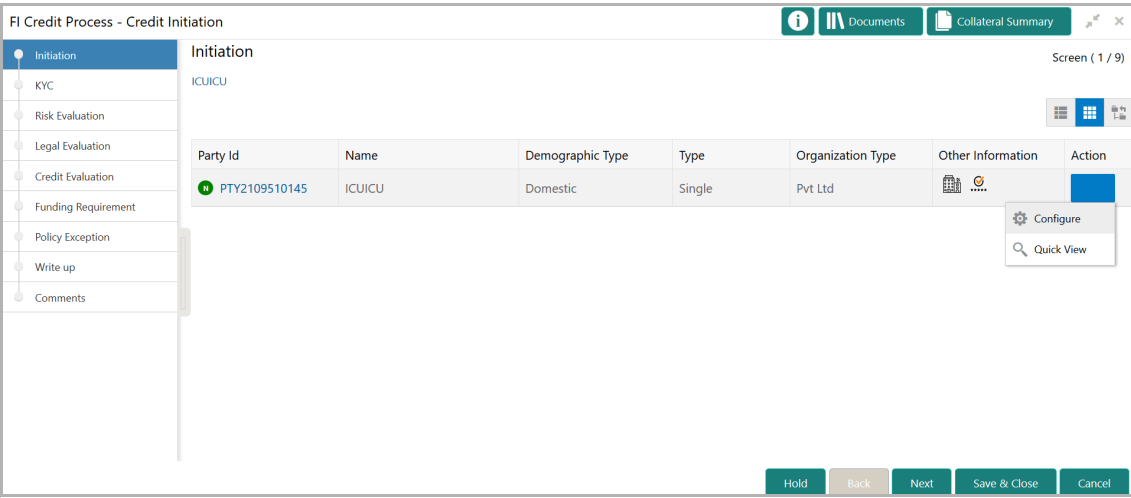 FI Credit Process - Credit Initiation
i Documents Collateral Summary
Initiation
KYC
Risk Evaluation
Legal Evaluation
Credit Evaluation
Funding Requirement
Policy Exception
Write up
Comments
Initiation
Screen ( 1 / 9)
ICUICU
Party Id Name Demographic Type Type Organization Type Other Information Action
N PTY2109510145 ICUICU Domestic Single Pvt Ltd
Configure
Quick View
Hold Back Next Save & Close Cancel